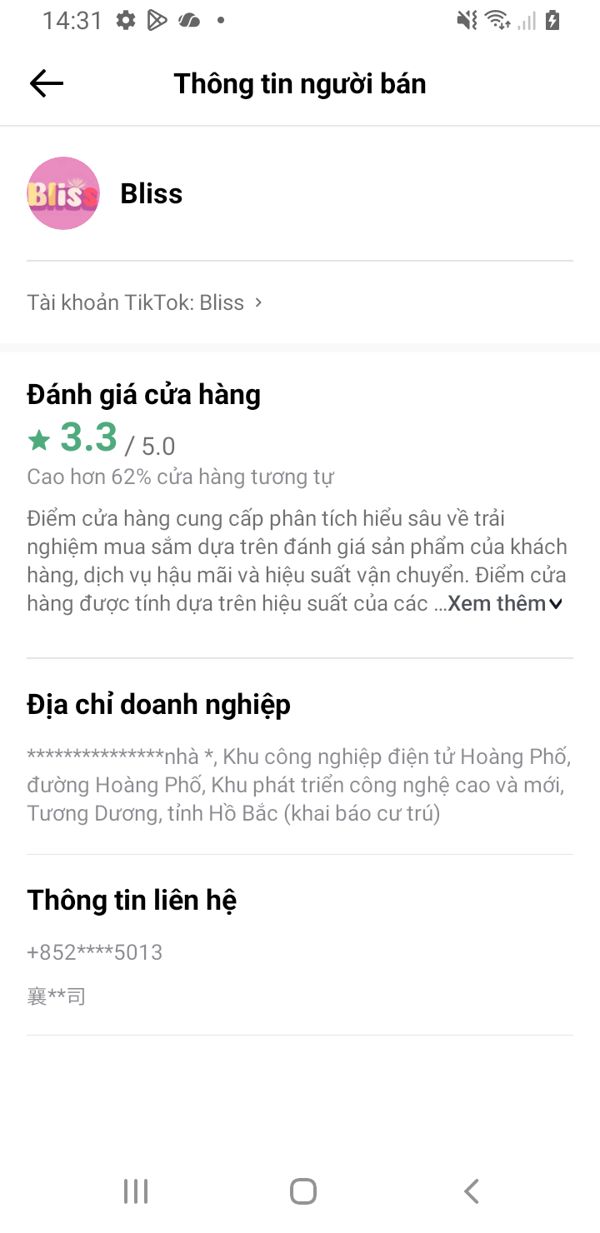 14:31
Thông tin người bán
Bliss
Bliss
Tài khoản TikTok: Bliss
Đánh giá cửa hàng
3.3 / 5.0
Cao hơn 62% cửa hàng tương tự
Điểm cửa hàng cung cấp phân tích hiểu sâu về trải
nghiệm mua sắm dựa trên đánh giá sản phẩm của khách
hàng, dịch vụ hậu mãi và hiệu suất vận chuyển. Điểm cửa
hàng được tính dựa trên hiệu suất của các ...Xem thêm
Địa chỉ doanh nghiệp
***************nhà *, Khu công nghiệp điện tử Hoàng Phố,
đường Hoàng Phố, Khu phát triển công nghệ cao và mới,
Tương Dương, tỉnh Hồ Bắc (khai báo cư trú)
Thông tin liên hệ
+852****5013
襄**司